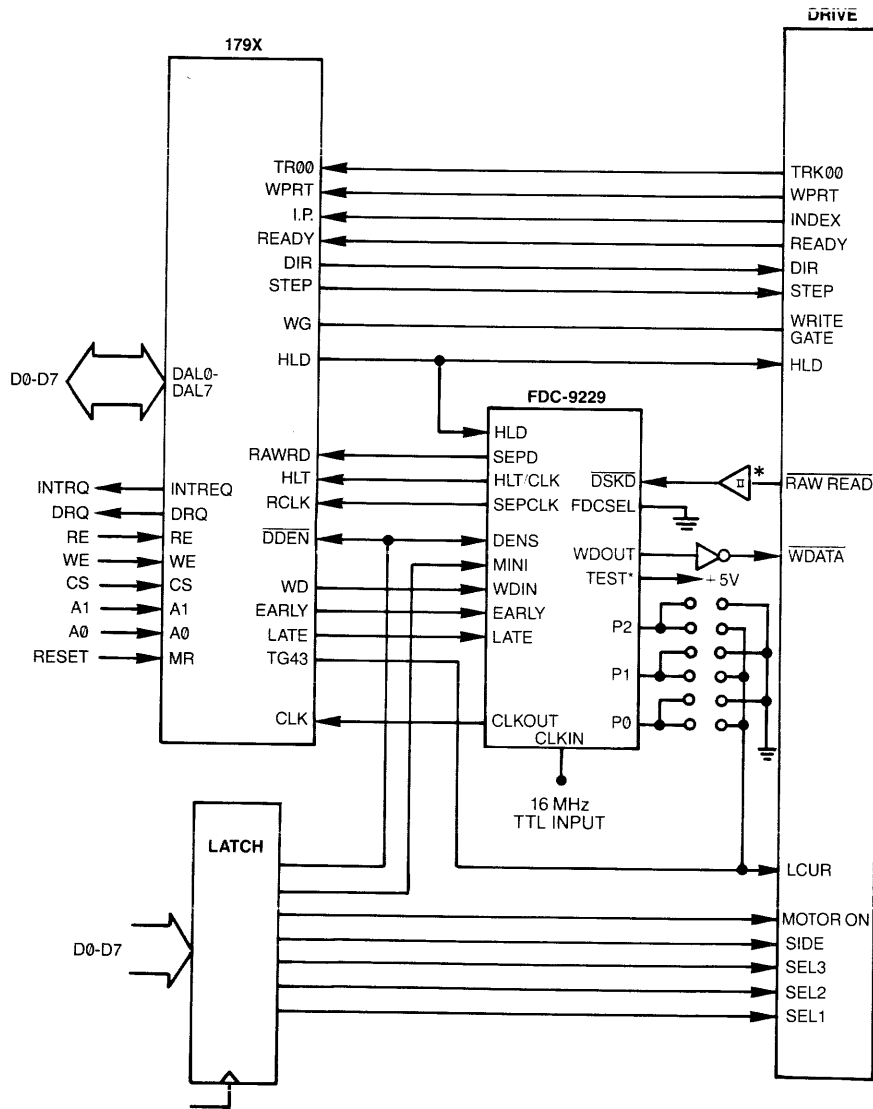 DRIVE
179X
TR00 TRK00
WPRT WPRT
I.P. INDEX
READY READY
DIR DIR
STEP STEP
WG WRITE GATE
HLD HLD
D0-D7 DAL0-DAL7
FDC-9229
HLD
RAWRD SEPD DSKD * RAW READ
HLT HLT/CLK FDCSEL
INTRQ INTREQ RCLK SEPCLK
DRQ DRQ
RE RE DDEN DENS WDOUT WDATA
WE WE MINI TEST* +5V
CS CS WD WDIN
A1 A1 EARLY EARLY P2
A0 A0 LATE LATE
RESET MR TG43 P1
CLK CLKOUT P0
CLKIN
16 MHz
TTL INPUT
LATCH
LCUR
MOTOR ON
D0-D7 SIDE
SEL3
SEL2
SEL1